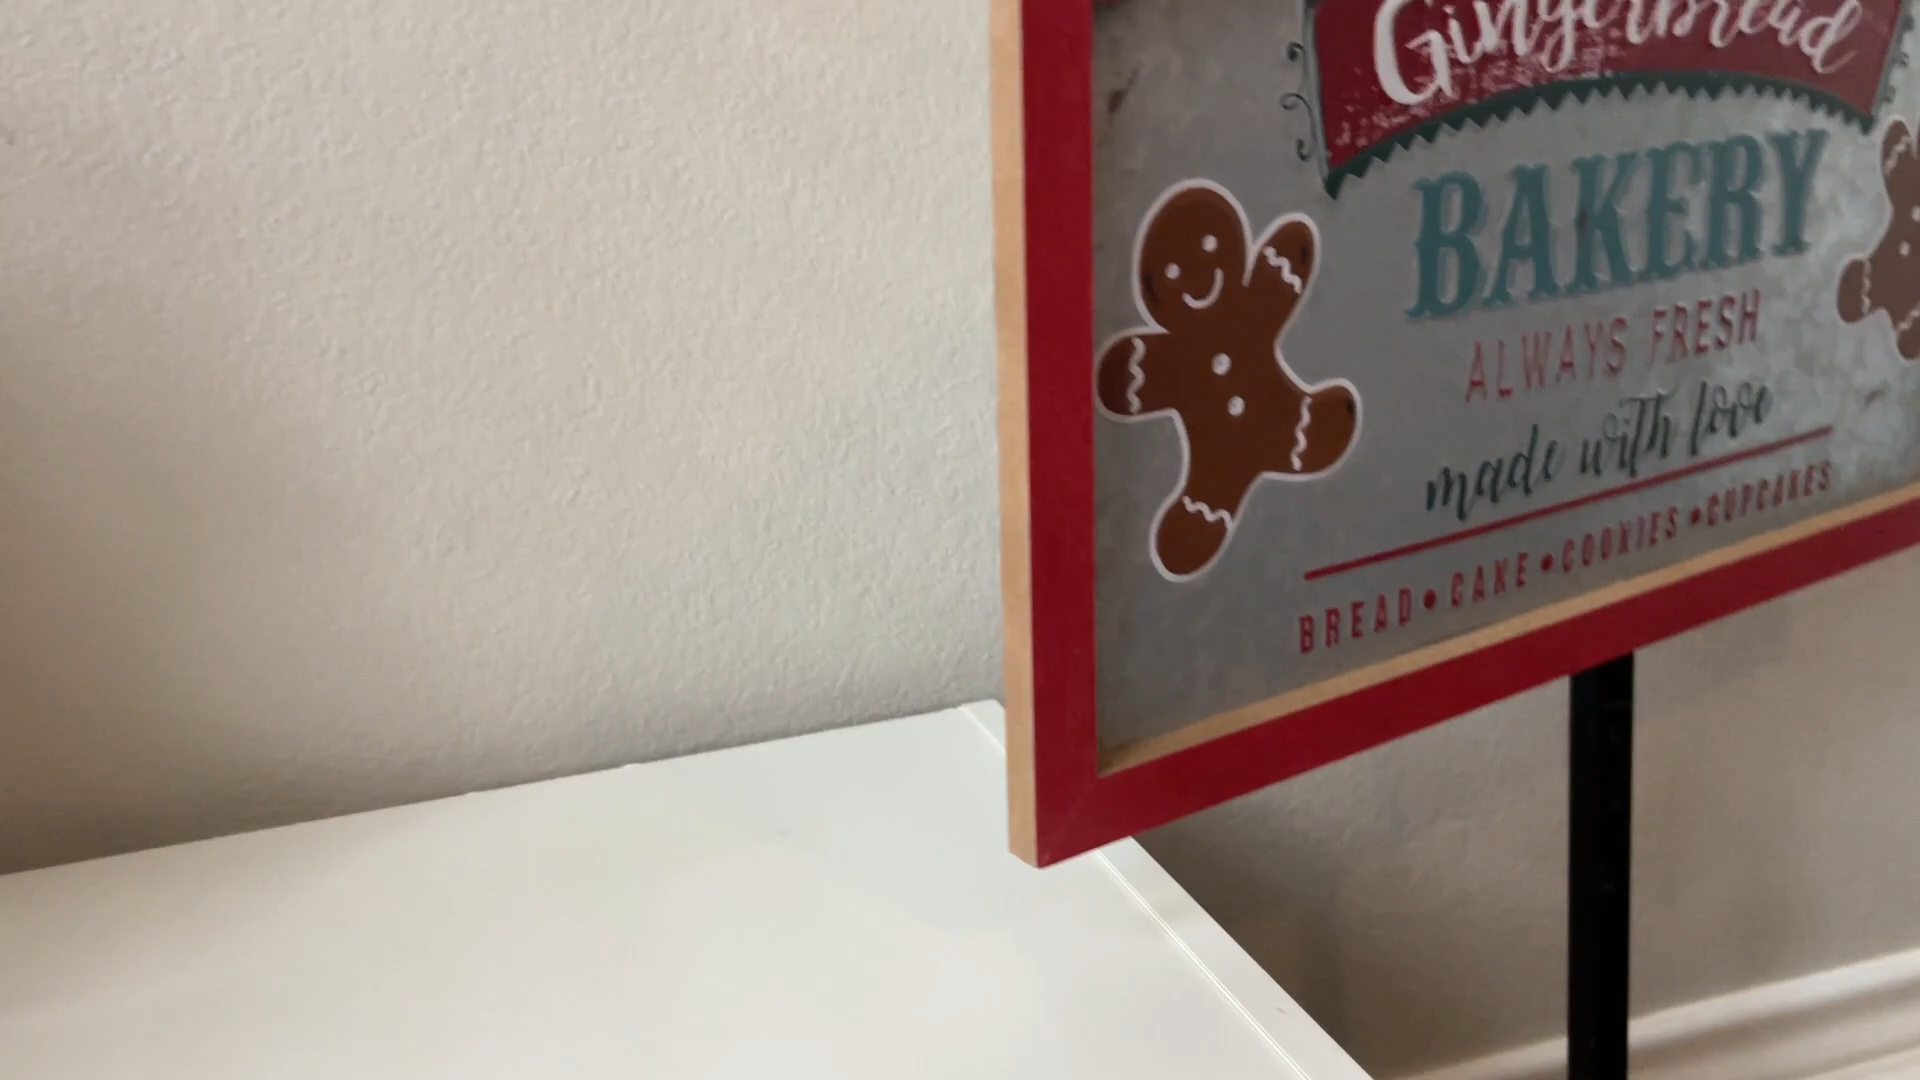 Gingerbread
BAKERY
ALWAYS FRESH
made with love
BREAD • CAKE • COOKIES • CUPCAKES